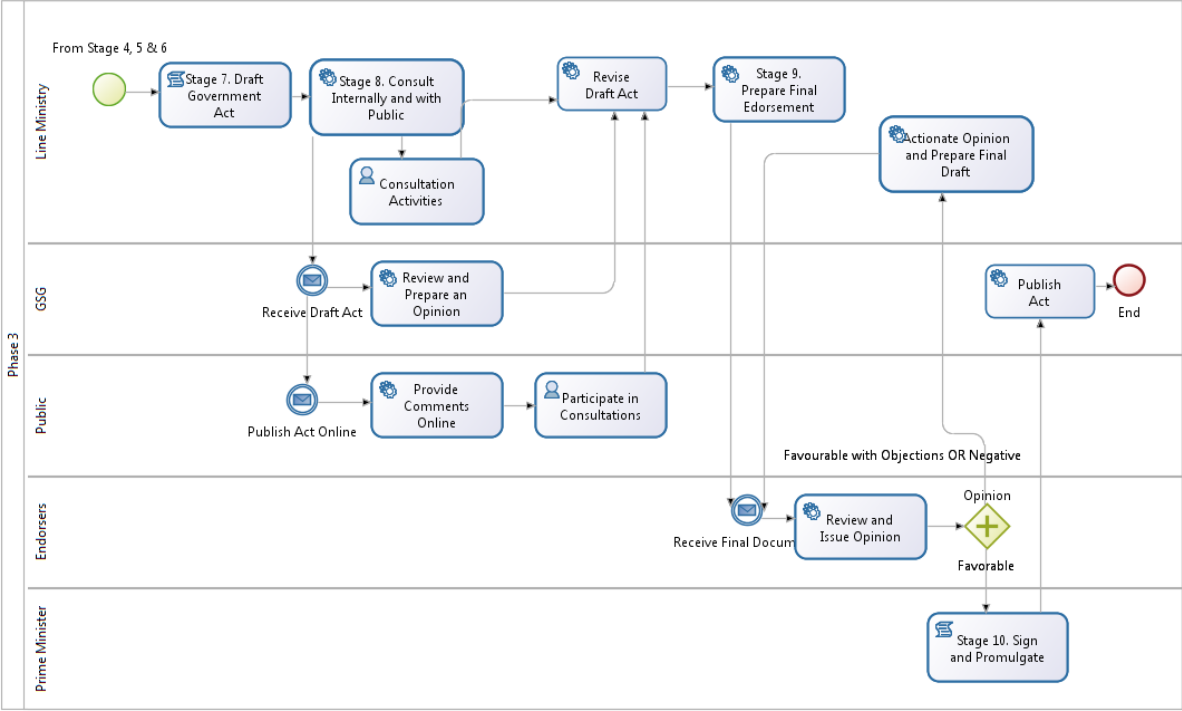 Phase 3
Line Ministry
From Stage 4, 5 & 6
Stage 7. Draft
Government
Act
Stage 8. Consult
Internally and with
Public
Consultation
Activities
Revise
Draft Act
Stage 9.
Prepare Final
Edorsement
Actionate Opinion
and Prepare Final
Draft
GSG
Receive Draft Act
Review and
Prepare an
Opinion
Publish
Act
End
Public
Publish Act Online
Provide
Comments
Online
Participate in
Consultations
Favourable with Objections OR Negative
Endorsers
Receive Final Docum
Review and
Issue Opinion
Opinion
Favorable
Prime Minister
Stage 10. Sign
and Promulgate